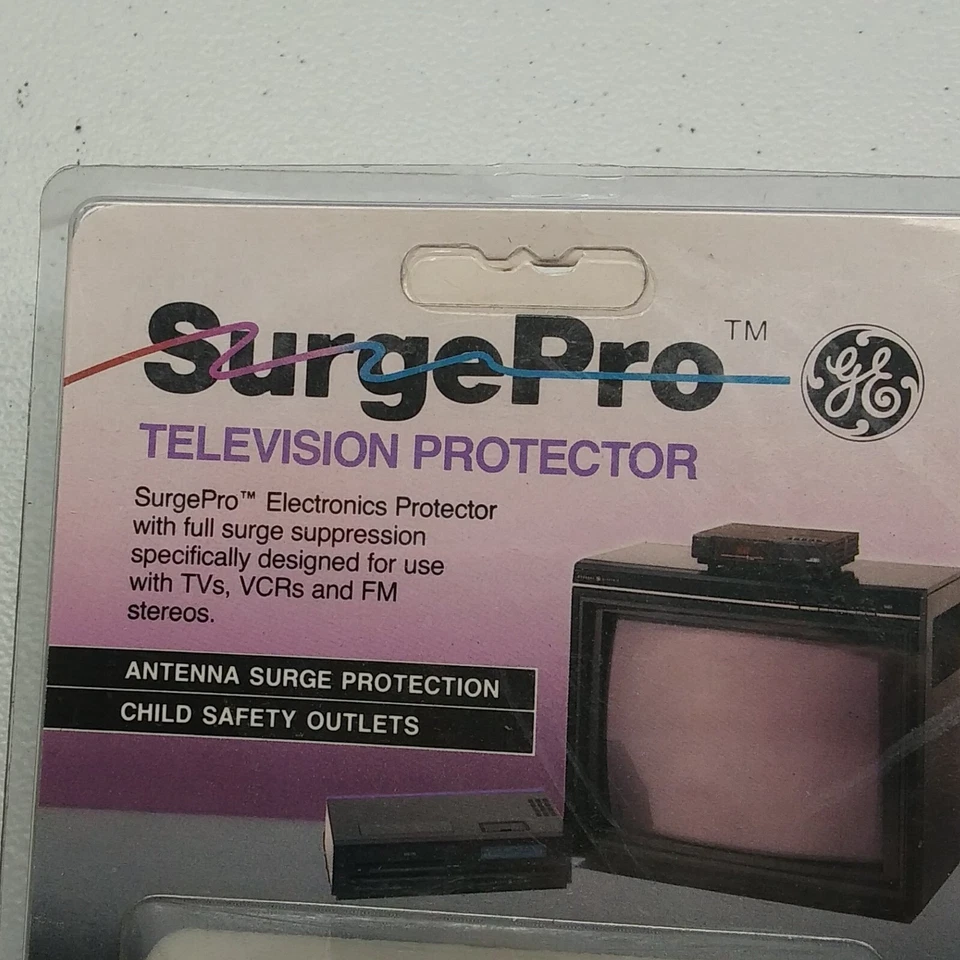 SurgePro™
GE
TELEVISION PROTECTOR
SurgePro™ Electronics Protector
with full surge suppression
specifically designed for use
with TVs, VCRs and FM
stereos.
ANTENNA SURGE PROTECTION
CHILD SAFETY OUTLETS